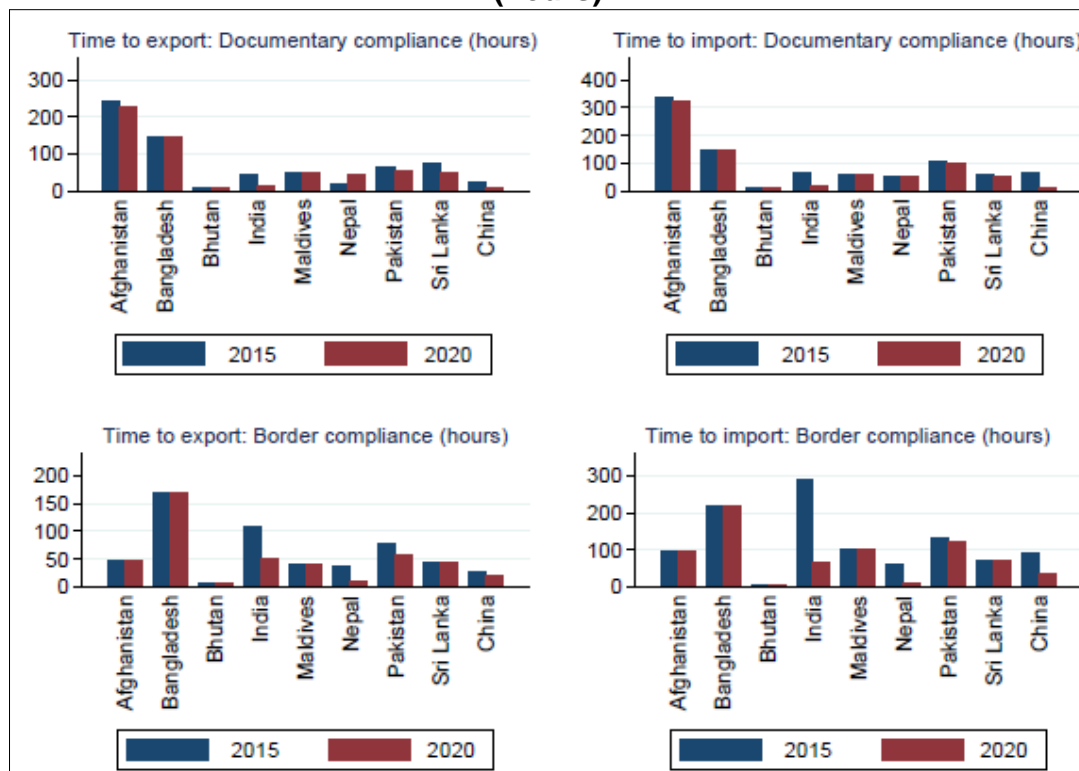 Time to export: Documentary compliance (hours)
300
200
100
0
Afghanistan
Bangladesh
Bhutan
India
Maldives
Nepal
Pakistan
Sri Lanka
China
2015 2020
Time to import: Documentary compliance (hours)
400
300
200
100
0
Afghanistan
Bangladesh
Bhutan
India
Maldives
Nepal
Pakistan
Sri Lanka
China
2015 2020
Time to export: Border compliance (hours)
200
150
100
50
0
Afghanistan
Bangladesh
Bhutan
India
Maldives
Nepal
Pakistan
Sri Lanka
China
2015 2020
Time to import: Border compliance (hours)
300
200
100
0
Afghanistan
Bangladesh
Bhutan
India
Maldives
Nepal
Pakistan
Sri Lanka
China
2015 2020